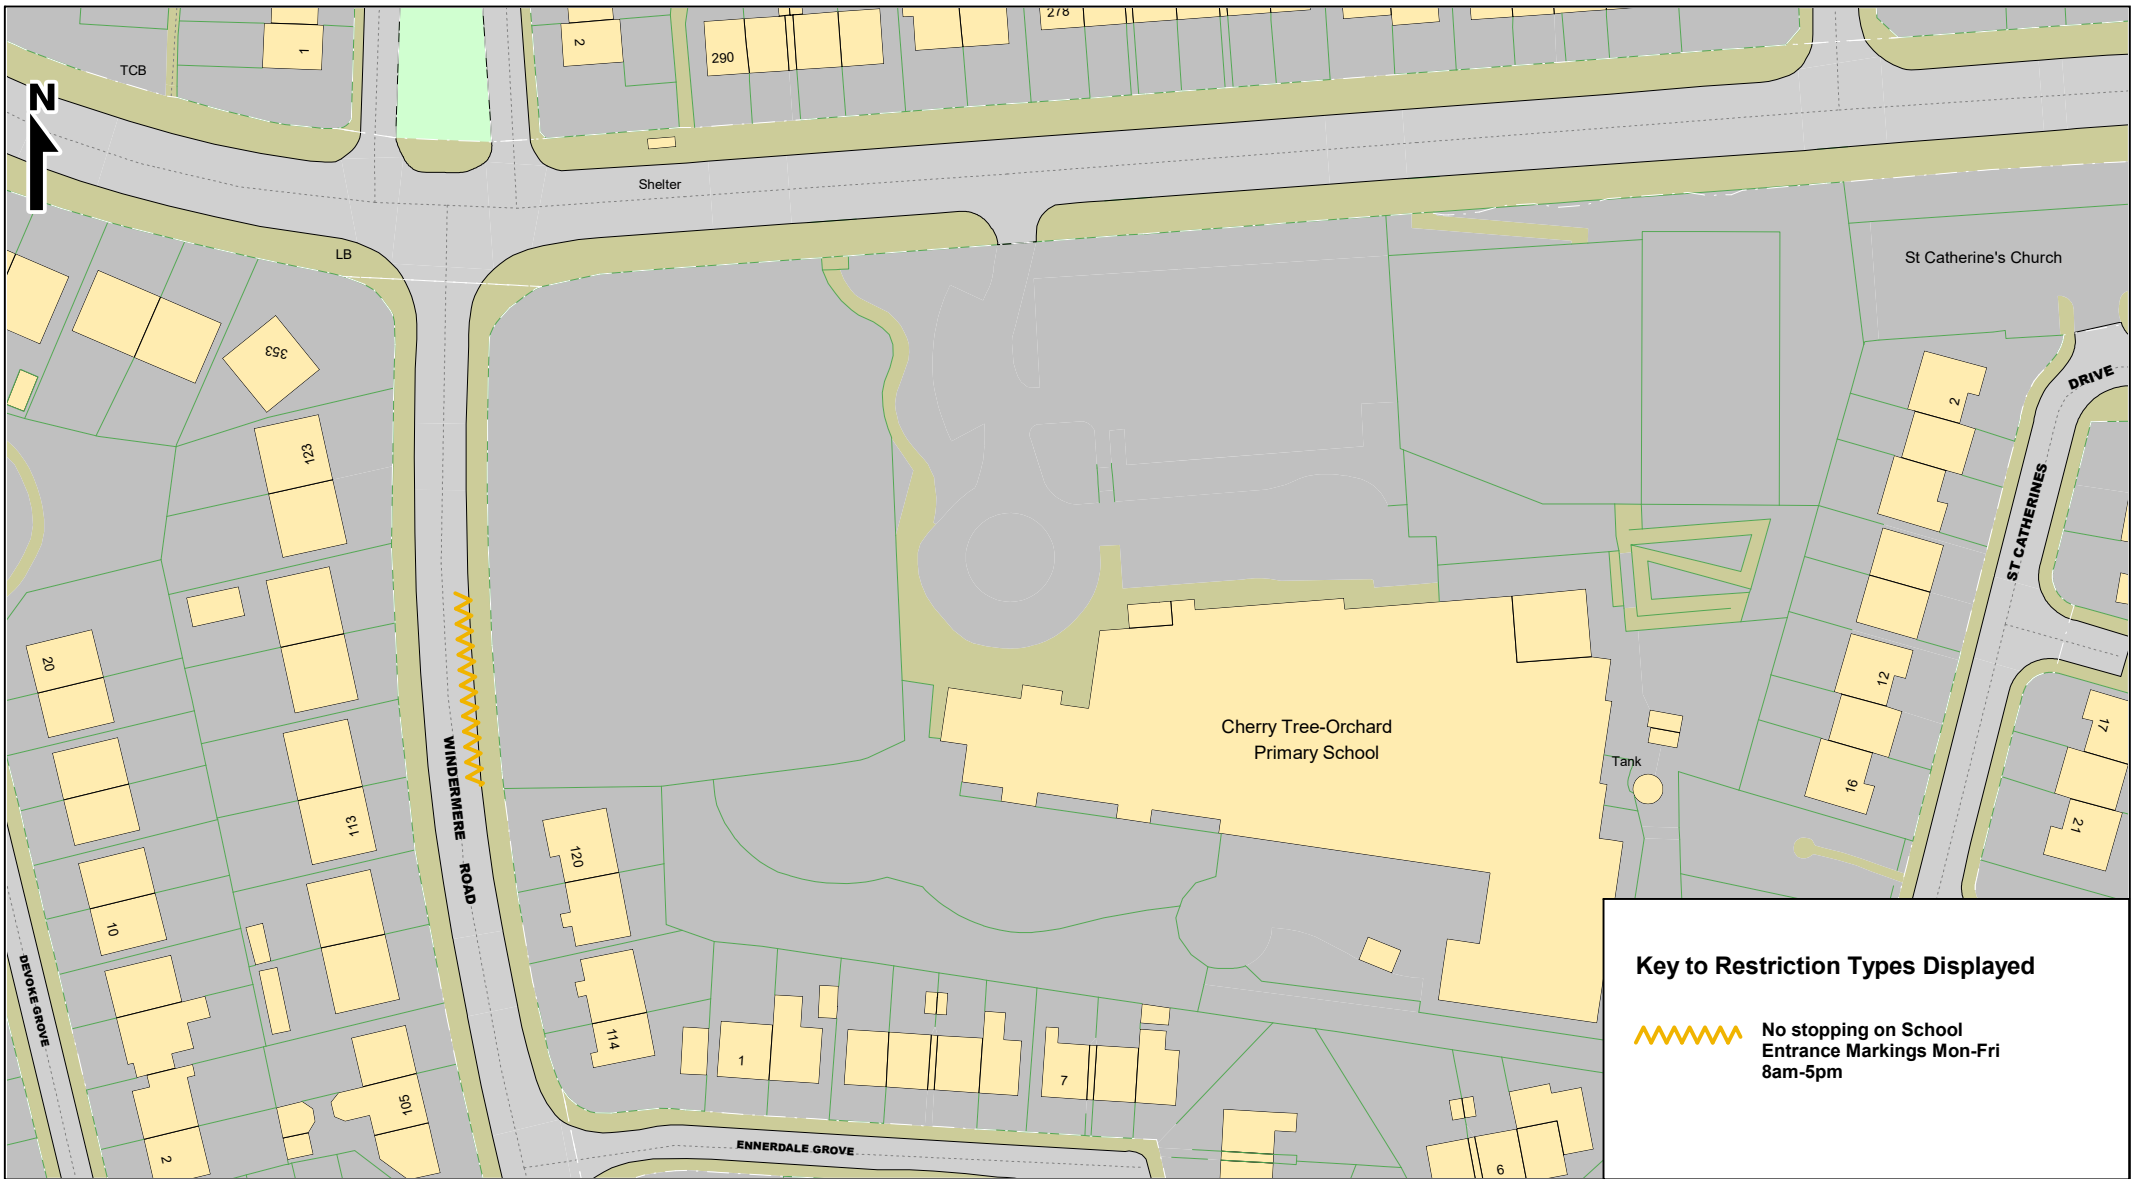 278
1
2
290
TCB
N
Shelter
LB
St Catherine's Church
353
DRIVE
2
123
ST CATHERINES
20
12
17
Cherry Tree-Orchard
Primary School
Tank
16
WINDERMERE ROAD
113
21
120
10
DEVOKE GROVE
114
1
7
105
ENNERDALE GROVE
2
6
Key to Restriction Types Displayed
No stopping on School
Entrance Markings Mon-Fri
8am-5pm